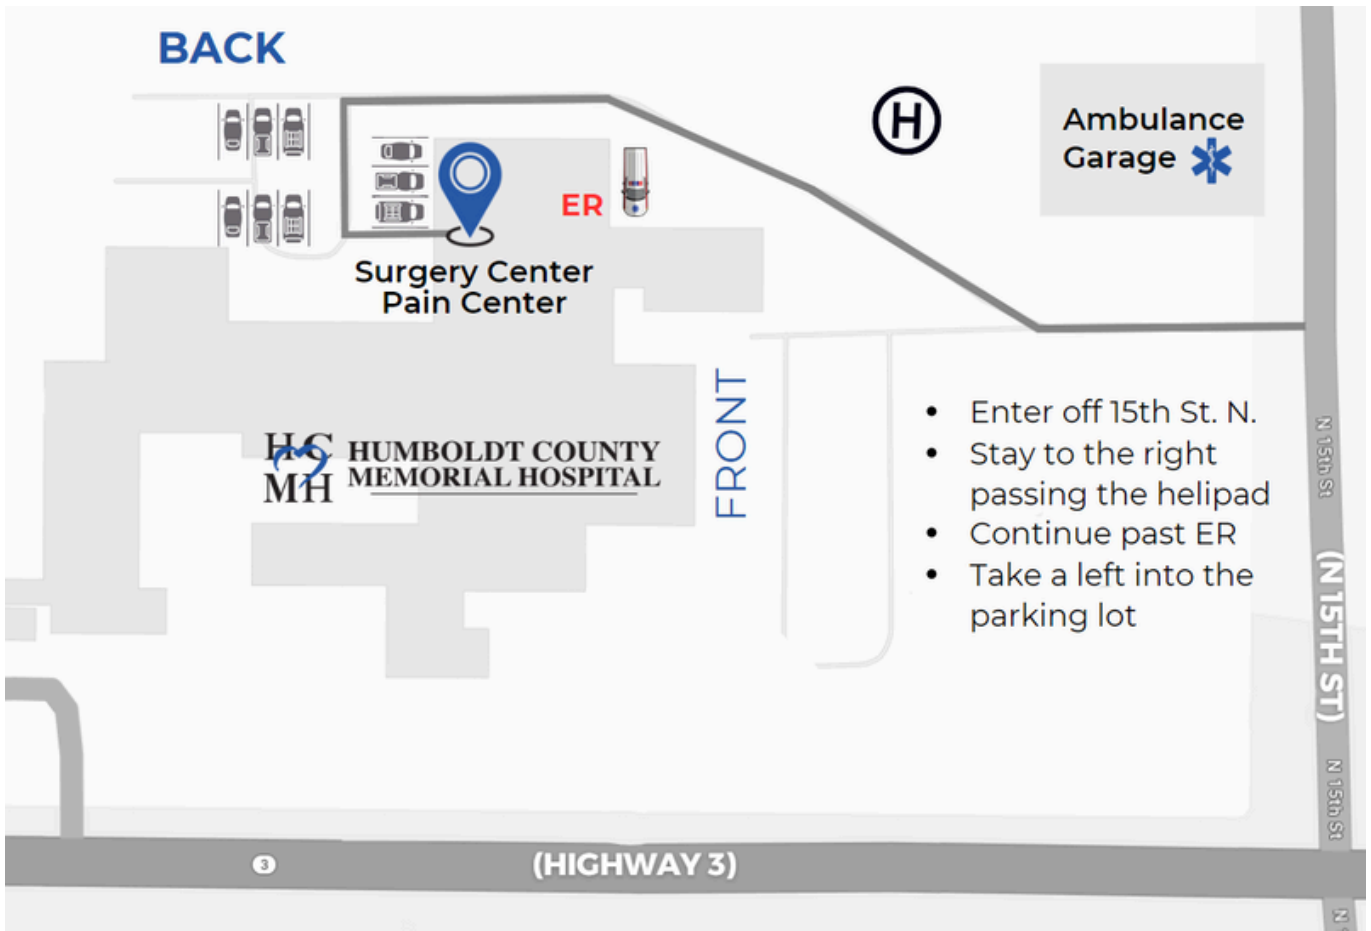 BACK
H
Ambulance
Garage
ER
Surgery Center
Pain Center
FRONT
HC
MH
HUMBOLDT COUNTY
MEMORIAL HOSPITAL
• Enter off 15th St. N.
• Stay to the right
passing the helipad
• Continue past ER
• Take a left into the
parking lot
N 15th St
(N 15TH ST)
N 15th St
3
(HIGHWAY 3)